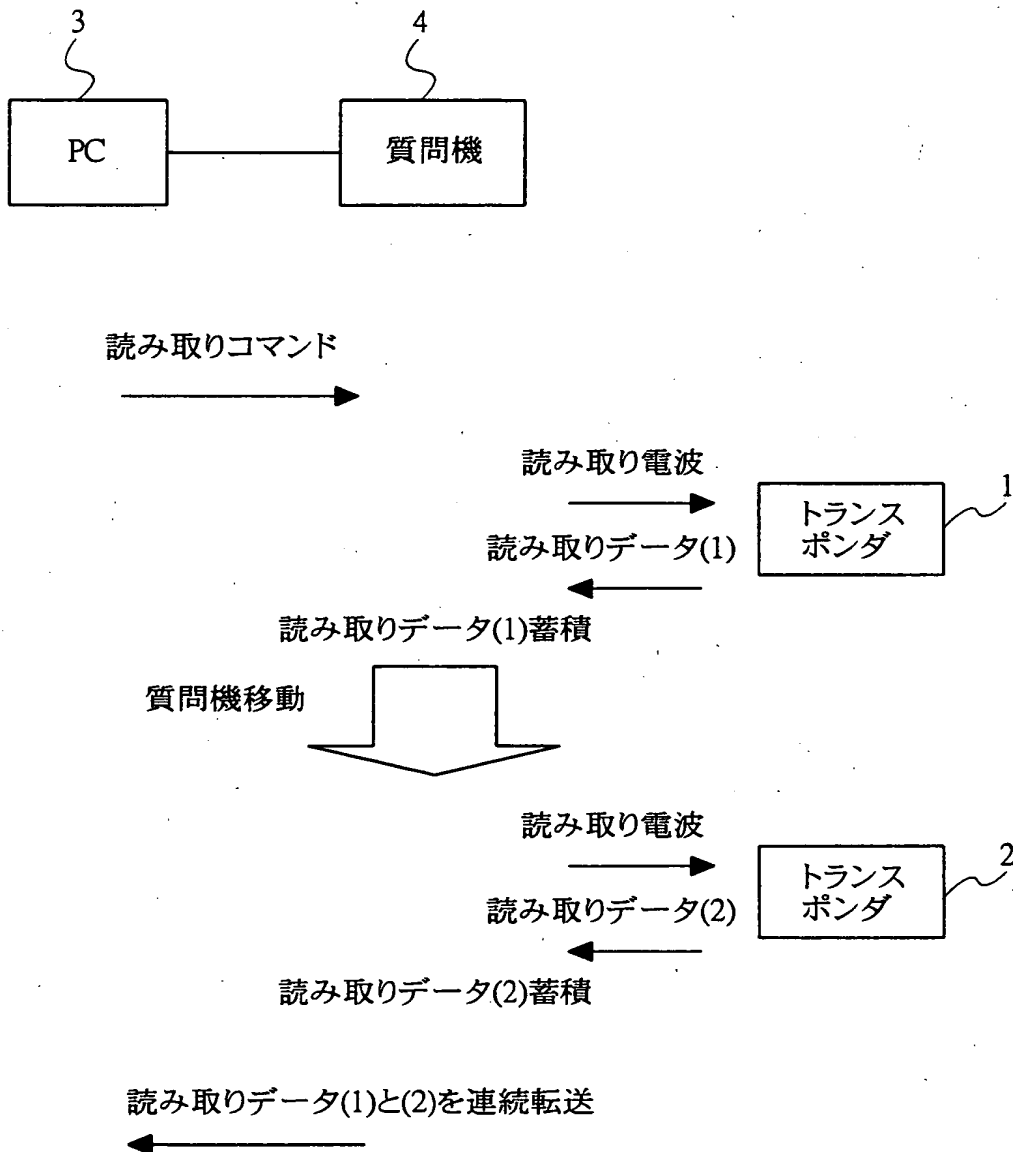 3
4
PC
質問機
読み取りコマンド
読み取り電波
1
トランス
ポンダ
読み取りデータ(1)
読み取りデータ(1)蓄積
質問機移動
読み取り電波
2
トランス
ポンダ
読み取りデータ(2)
読み取りデータ(2)蓄積
読み取りデータ(1)と(2)を連続転送